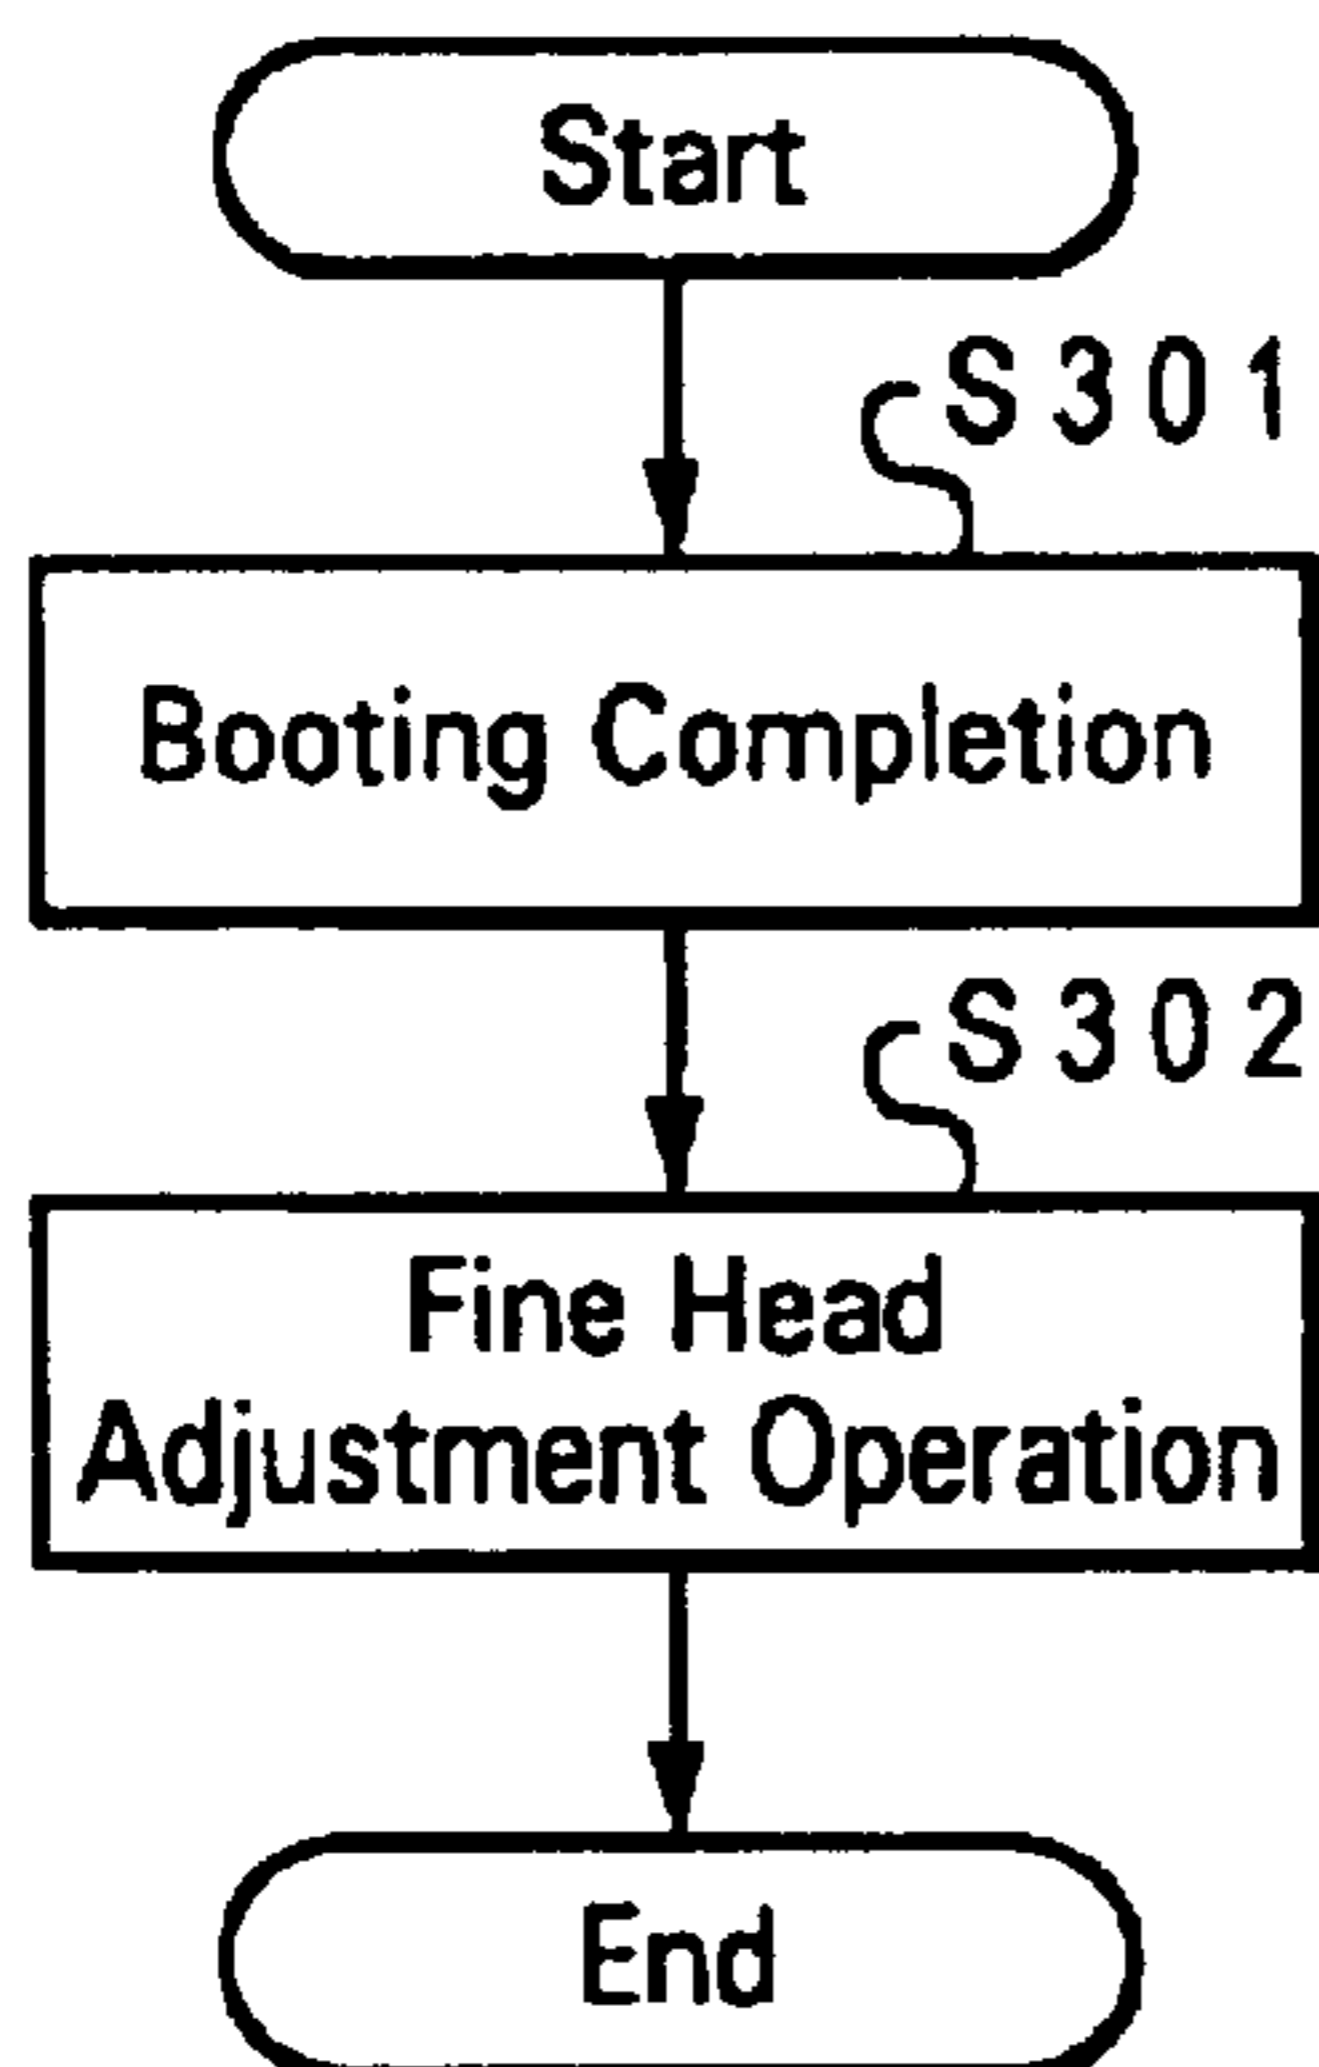 Start
S301
Booting Completion
S302
Fine Head
Adjustment Operation
End